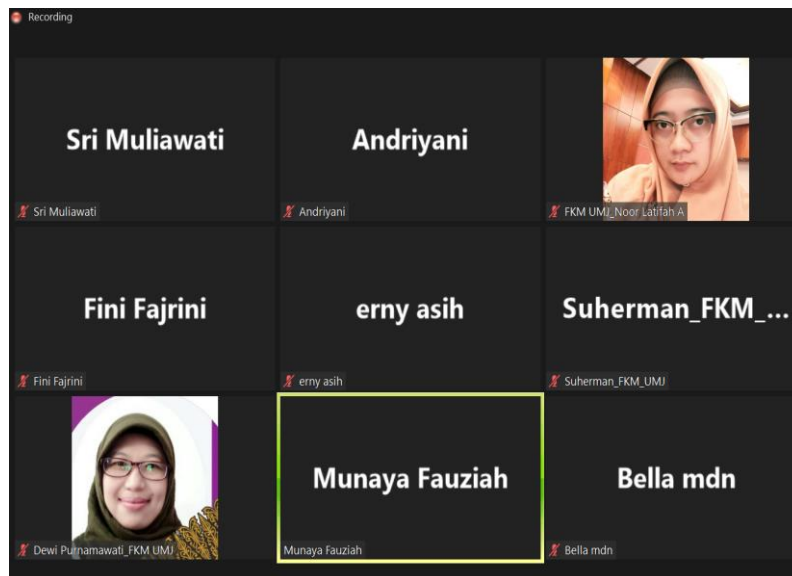 Recording
Sri Muliawati
Andriyani
Sri Muliawati
Andriyani
FKM UMJ_Noor Latifah A
Fini Fajrini
erny asih
Suherman_FKM_...
Fini Fajrini
erny asih
Suherman_FKM_UMJ
Munaya Fauziah
Bella mdn
Dewi Purnamawati_FKM UMJ
Munaya Fauziah
Bella mdn